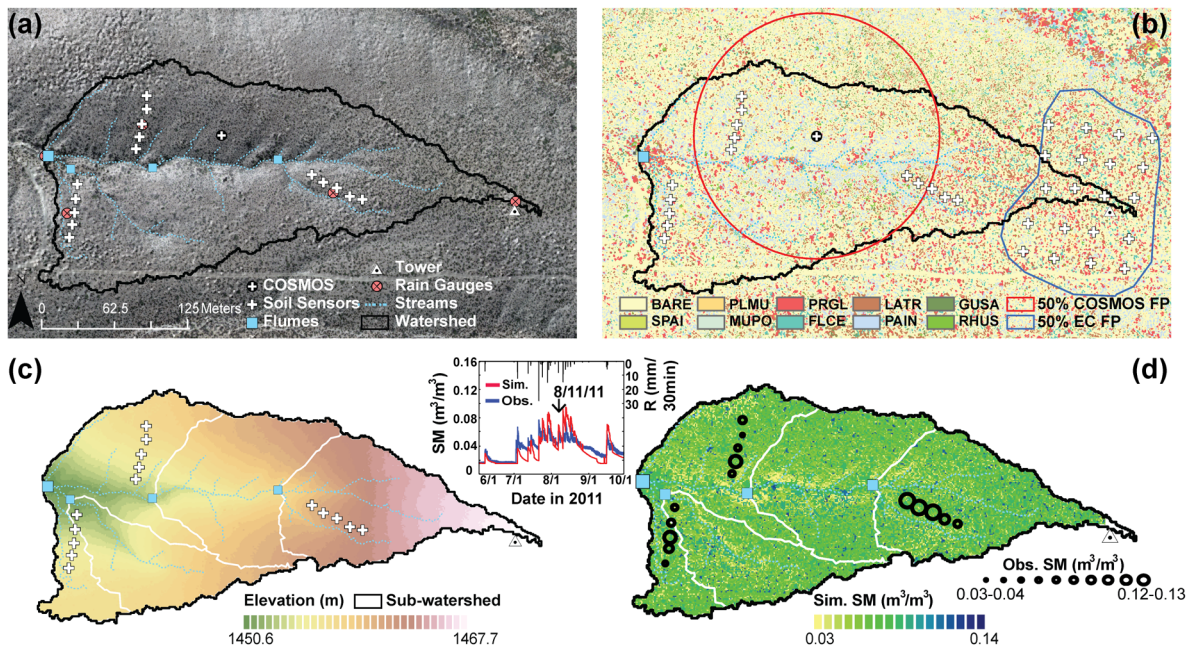 (a)
(b)
N
0 62.5 125 Meters
COSMOS
Soil Sensors
Flumes
Tower
Rain Gauges
Streams
Watershed
BARE PLMU PRGL LATR GUSA 50% COSMOS FP
SPAI MUPO FLCE PAIN RHUS 50% EC FP
(c)
(d)
0.16
0.12
0.08
0.04
0
SM (m³/m³)
Sim.
Obs.
8/11/11
0
10
20
30
R (mm/
30min)
6/1 7/1 8/1 9/1 10/1
Date in 2011
Elevation (m) Sub-watershed
1450.6 1467.7
Obs. SM (m³/m³)
0.03-0.04 0.12-0.13
Sim. SM (m³/m³)
0.03 0.14